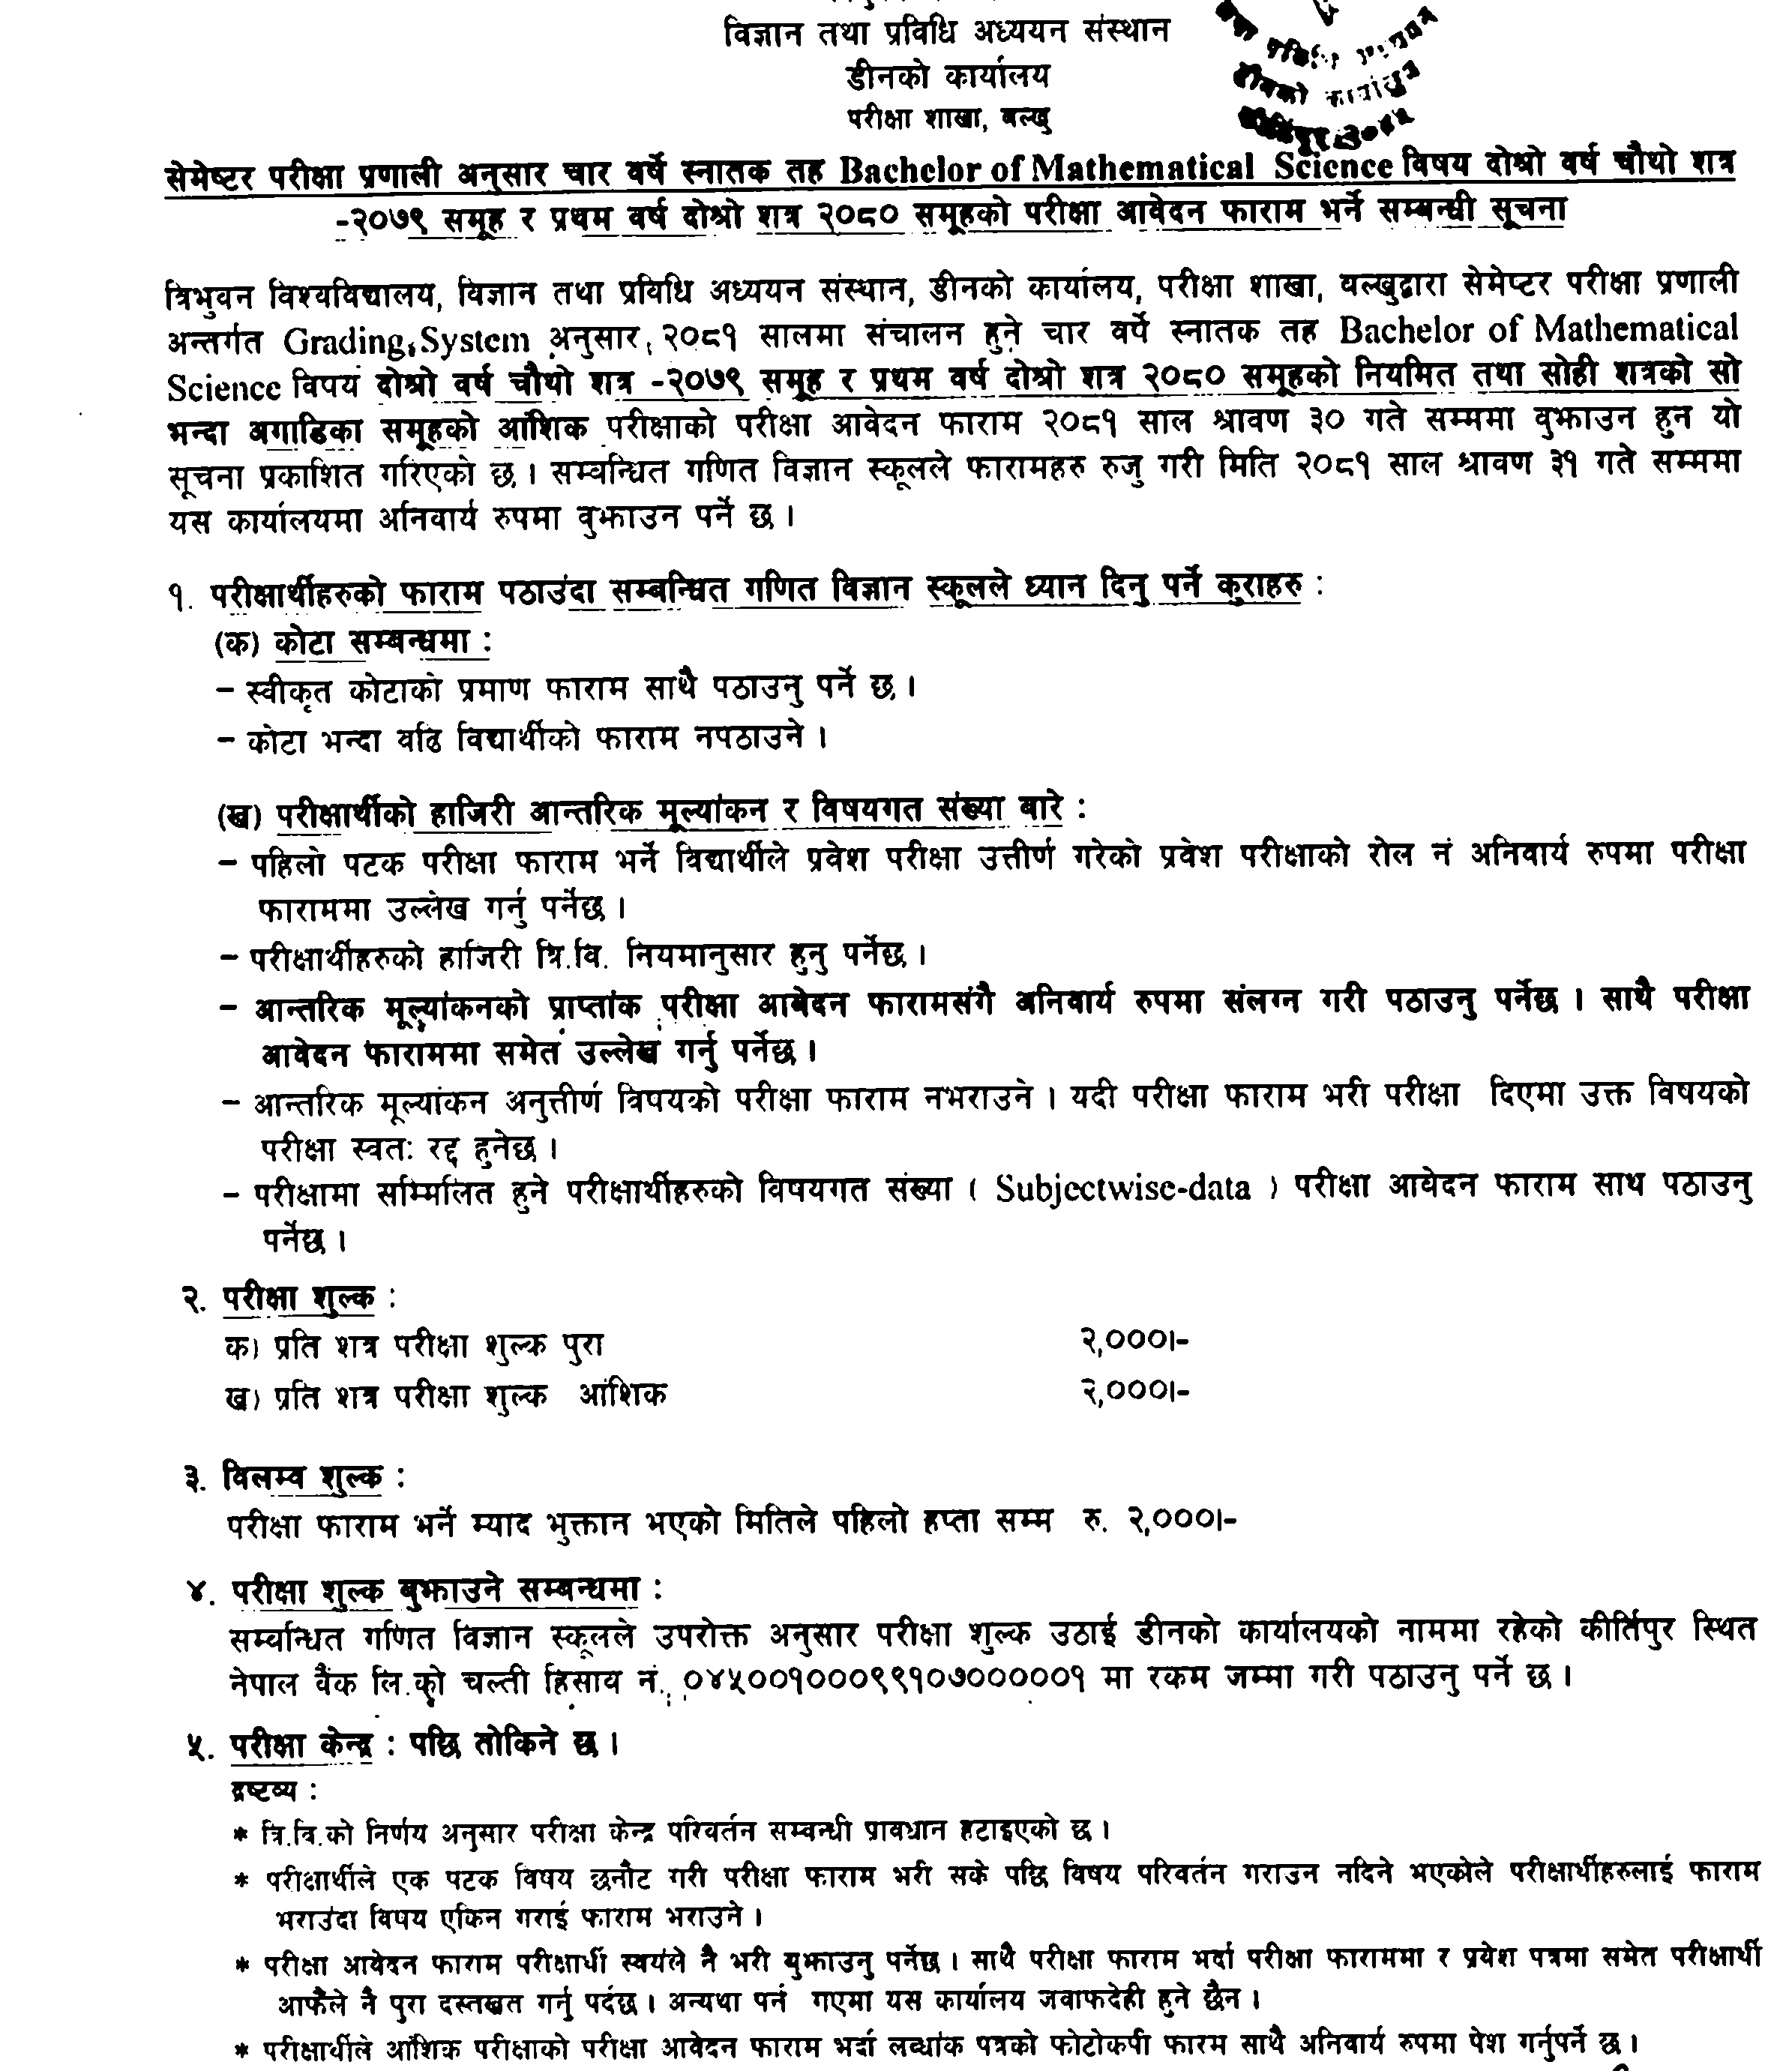 विज्ञान तथा प्रविधि अध्ययन संस्थान
डीनको कार्यालय
परीक्षा शाखा, बल्खु
डीनको कार्यालय
सेमेष्टर परीक्षा प्रणाली अनुसार चार वर्षे स्नातक तह Bachelor of Mathematical Science विषय दोश्रो वर्ष चौथो शत्र
-२०७९ समूह र प्रथम वर्ष दोश्रो शत्र २०८० समूहको परीक्षा आवेदन फाराम भर्ने सम्बन्धी सूचना
त्रिभुवन विश्वविद्यालय, विज्ञान तथा प्रविधि अध्ययन संस्थान, डीनको कार्यालय, परीक्षा शाखा, बल्खुद्वारा सेमेष्टर परीक्षा प्रणाली
अन्तर्गत Grading System अनुसार २०८१ सालमा संचालन हुने चार वर्षे स्नातक तह Bachelor of Mathematical
Science विषय दोश्रो वर्ष चौथो शत्र -२०७९ समूह र प्रथम वर्ष दोश्रो शत्र २०८० समूहको नियमित तथा सोही शत्रको सो
भन्दा अगाडिका समूहको आंशिक परीक्षाको परीक्षा आवेदन फाराम २०८१ साल श्रावण ३० गते सम्ममा वुझाउन हुन यो
सूचना प्रकाशित गरिएको छ । सम्बन्धित गणित विज्ञान स्कूलले फारामहरु रुजु गरी मिति २०८१ साल श्रावण ३१ गते सम्ममा
यस कार्यालयमा अनिवार्य रुपमा वुझाउन पर्ने छ ।
१. परीक्षार्थीहरुको फाराम पठाउंदा सम्बन्धित गणित विज्ञान स्कूलले ध्यान दिनु पर्ने कुराहरु :
(क) कोटा सम्बन्धमा :
– स्वीकृत कोटाको प्रमाण फाराम साथै पठाउनु पर्ने छ ।
– कोटा भन्दा वढि विद्यार्थीको फाराम नपठाउने ।
(ख) परीक्षार्थीको हाजिरी आन्तरिक मूल्यांकन र विषयगत संख्या बारे :
– पहिलो पटक परीक्षा फाराम भर्ने विद्यार्थीले प्रवेश परीक्षा उत्तीर्ण गरेको प्रवेश परीक्षाको रोल नं अनिवार्य रुपमा परीक्षा
फाराममा उल्लेख गर्नु पर्नेछ ।
– परीक्षार्थीहरुको हाजिरी त्रि.वि. नियमानुसार हुनु पर्नेछ ।
– आन्तरिक मूल्यांकनको प्राप्तांक परीक्षा आवेदन फारामसंगै अनिवार्य रुपमा संलग्न गरी पठाउनु पर्नेछ । साथै परीक्षा
आवेदन फाराममा समेत उल्लेख गर्नु पर्नेछ ।
– आन्तरिक मूल्यांकन अनुत्तीर्ण विषयको परीक्षा फाराम नभराउने । यदी परीक्षा फाराम भरी परीक्षा दिएमा उक्त विषयको
परीक्षा स्वतः रद्द हुनेछ ।
– परीक्षामा सम्मिलित हुने परीक्षार्थीहरुको विषयगत संख्या ( Subjectwise-data ) परीक्षा आवेदन फाराम साथ पठाउनु
पर्नेछ ।
२. परीक्षा शुल्क :
क) प्रति शत्र परीक्षा शुल्क पुरा २,०००।-
ख) प्रति शत्र परीक्षा शुल्क आंशिक २,०००।-
३. विलम्व शुल्क :
परीक्षा फाराम भर्ने म्याद भुक्तान भएको मितिले पहिलो हप्ता सम्म रु. २,०००।-
४. परीक्षा शुल्क बुझाउने सम्बन्धमा :
सम्बन्धित गणित विज्ञान स्कूलले उपरोक्त अनुसार परीक्षा शुल्क उठाई डीनको कार्यालयको नाममा रहेको कीर्तिपुर स्थित
नेपाल बैंक लि.को चल्ती हिसाव नं. ०४५००१०००९९१०७००००००१ मा रकम जम्मा गरी पठाउनु पर्ने छ ।
५. परीक्षा केन्द्र : पछि तोकिने छ ।
द्रष्टव्य :
* त्रि.वि.को निर्णय अनुसार परीक्षा केन्द्र परिवर्तन सम्वन्धी प्रावधान हटाइएको छ ।
* परीक्षार्थीले एक पटक विषय छनौट गरी परीक्षा फाराम भरी सके पछि विषय परिवर्तन गराउन नदिने भएकोले परीक्षार्थीहरुलाई फाराम
भराउंदा विषय एकिन गराई फाराम भराउने ।
* परीक्षा आवेदन फाराम परीक्षार्थी स्वयंले नै भरी बुझाउनु पर्नेछ । साथै परीक्षा फाराम भर्दा परीक्षा फाराममा र प्रवेश पत्रमा समेत परीक्षार्थी
आफैले नै पुरा दस्तखत गर्नु पर्दछ । अन्यथा पर्न गएमा यस कार्यालय जवाफदेही हुने छैन ।
* परीक्षार्थीले आंशिक परीक्षाको परीक्षा आवेदन फाराम भर्दा लव्धांक पत्रको फोटोकपी फारम साथै अनिवार्य रुपमा पेश गर्नुपर्ने छ ।